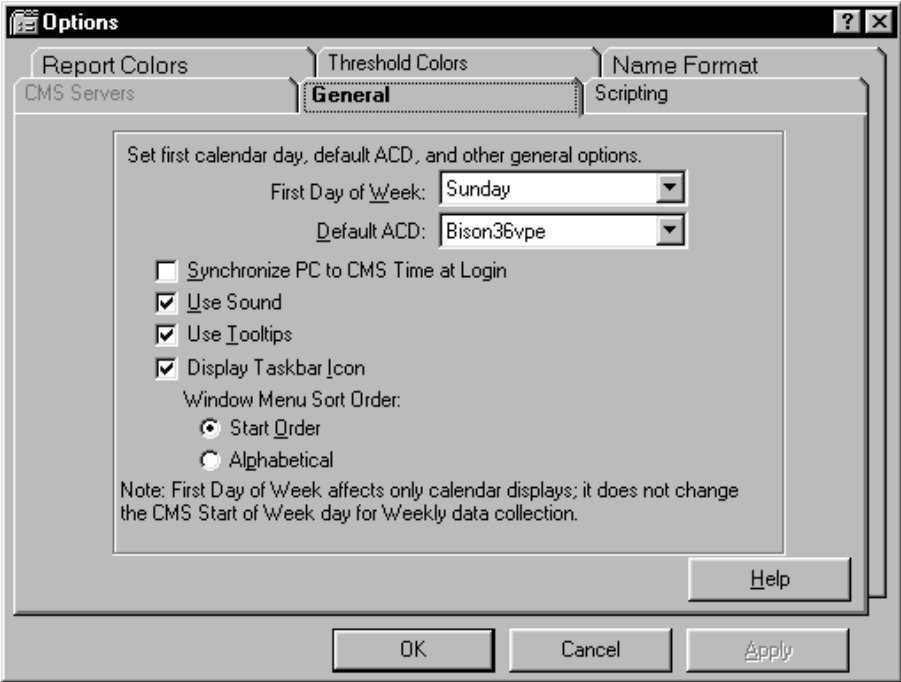 Options
Report Colors
Threshold Colors
Name Format
CMS Servers
General
Scripting
Set first calendar day, default ACD, and other general options.
First Day of Week: Sunday
Default ACD: Bison36vpe
Synchronize PC to CMS Time at Login
Use Sound
Use Tooltips
Display Taskbar Icon
Window Menu Sort Order:
Start Order
Alphabetical
Note: First Day of Week affects only calendar displays; it does not change
the CMS Start of Week day for Weekly data collection.
Help
OK
Cancel
Apply